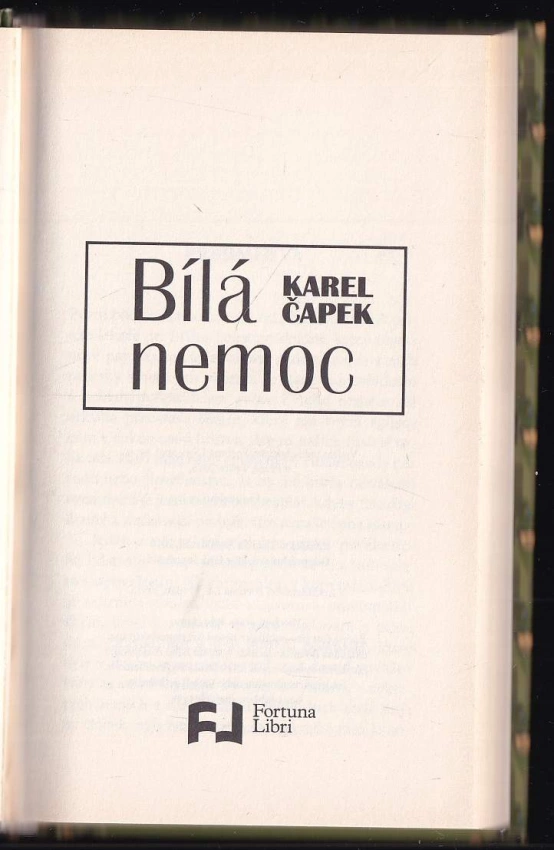 Bílá
nemoc
KAREL
ČAPEK
Fortuna
Libri